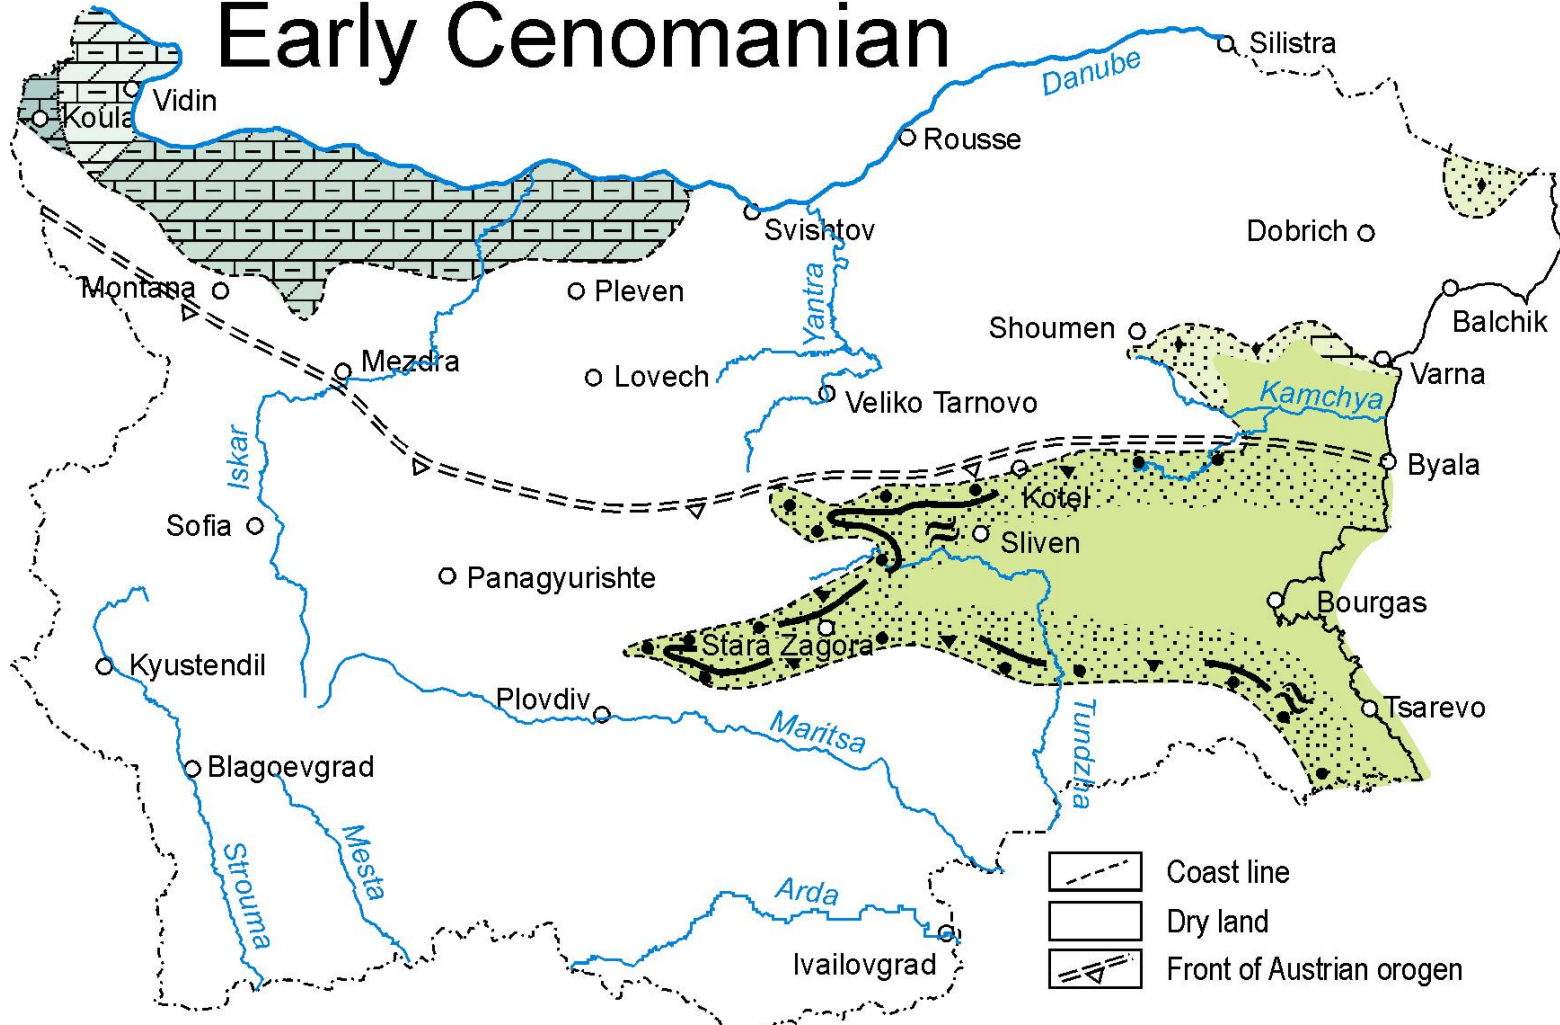 Early Cenomanian
Silistra
Danube
Vidin
Koula
Rousse
Svishtov
Dobrich
Montana
Pleven
Yantra
Shoumen
Balchik
Mezdra
Lovech
Varna
Veliko Tarnovo
Kamchya
Iskar
Byala
Kotel
Sofia
Sliven
Panagyurishte
Bourgas
Stara Zagora
Kyustendil
Plovdiv
Maritsa
Tundzha
Tsarevo
Blagoevgrad
Mesta
Strouma
Arda
Ivailovgrad
Coast line
Dry land
Front of Austrian orogen